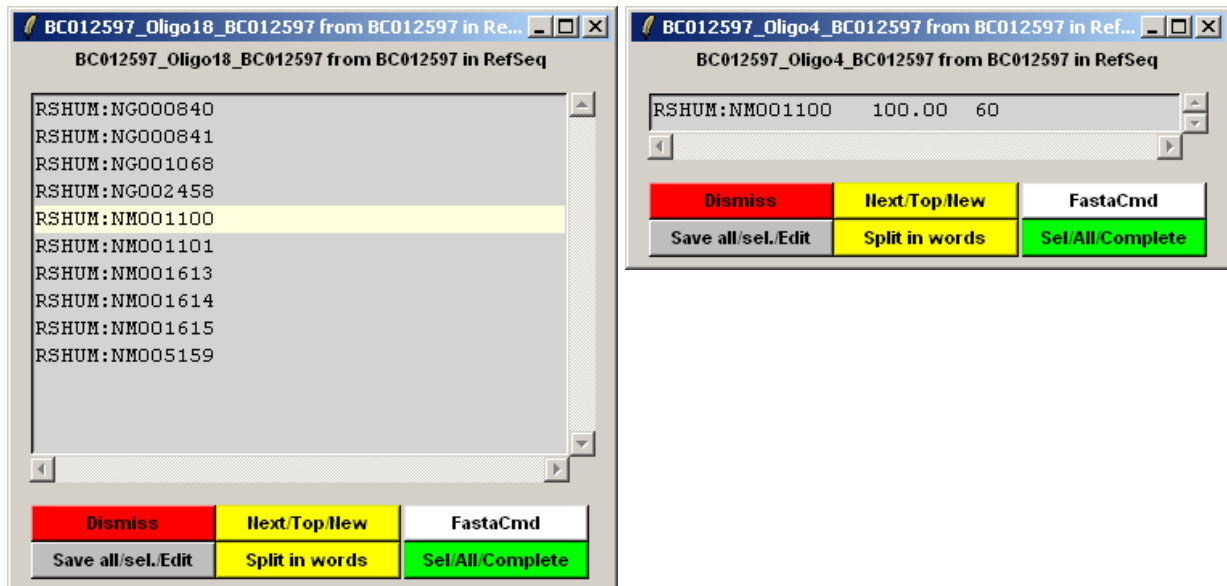 BC012597_Oligo18_BC012597 from BC012597 in Re...
BC012597_Oligo18_BC012597 from BC012597 in RefSeq
RSHUM:NG000840
RSHUM:NG000841
RSHUM:NG001068
RSHUM:NG002458
RSHUM:NM001100
RSHUM:NM001101
RSHUM:NM001613
RSHUM:NM001614
RSHUM:NM001615
RSHUM:NM005159
Dismiss Next/Top/New FastaCmd
Save all/sel./Edit Split in words Sel/All/Complete
BC012597_Oligo4_BC012597 from BC012597 in Ref...
BC012597_Oligo4_BC012597 from BC012597 in RefSeq
RSHUM:NM001100 100.00 60
Dismiss Next/Top/New FastaCmd
Save all/sel./Edit Split in words Sel/All/Complete